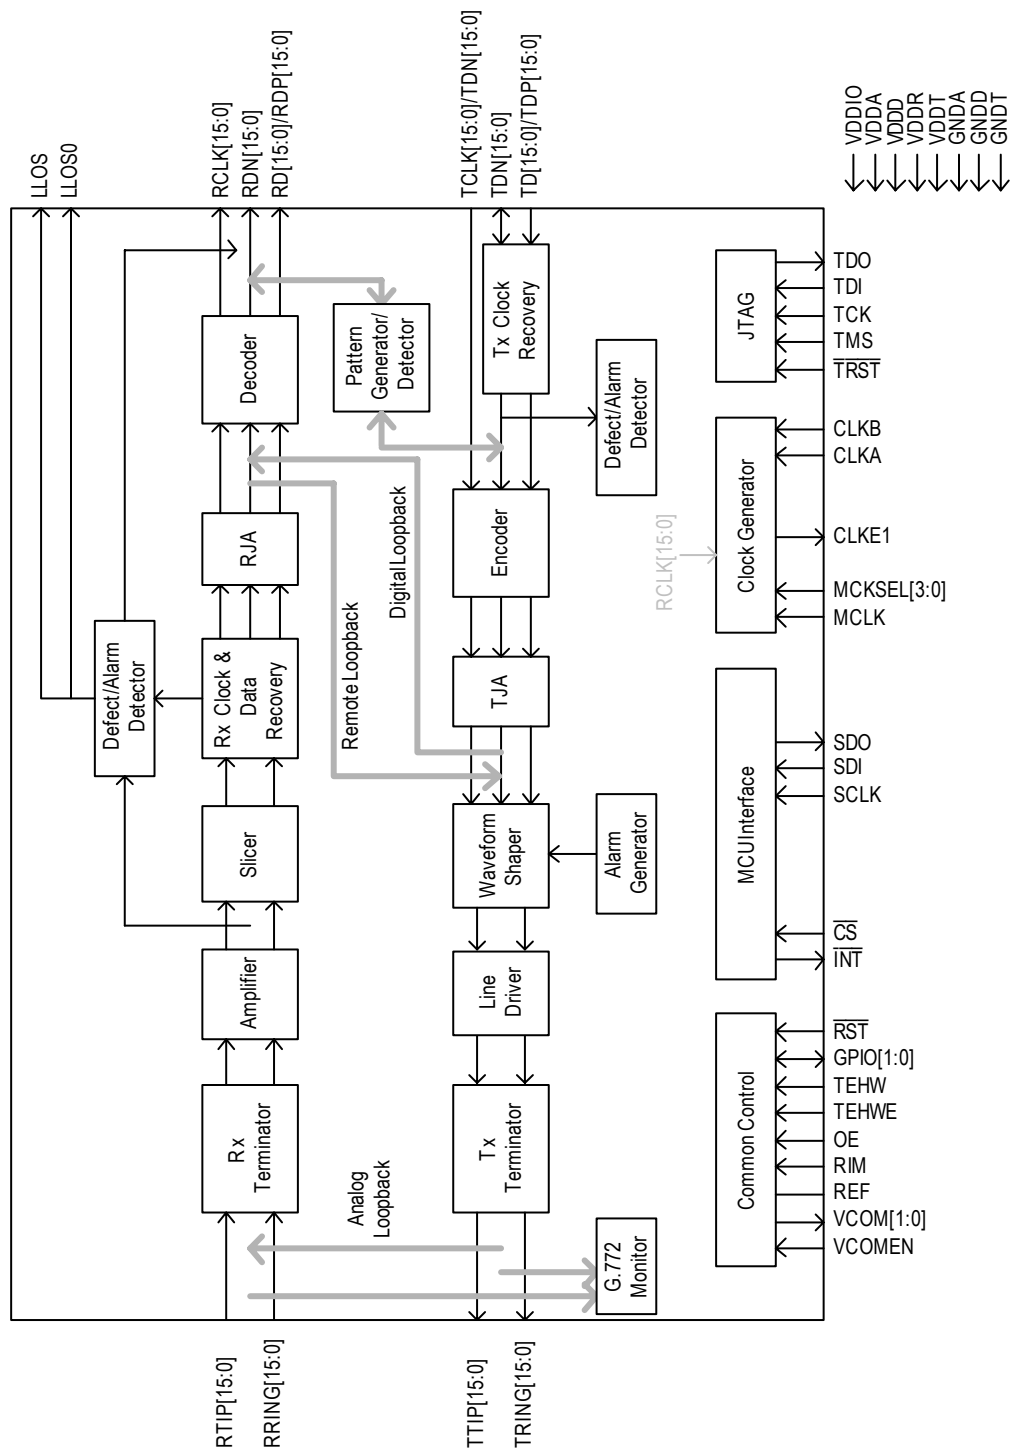 LLOS
LLOS0
RCLK[15:0]
RDN[15:0]
RD[15:0]/RDP[15:0]
TCLK[15:0]/TDN[15:0]
TDN[15:0]
TD[15:0]/TDP[15:0]
VDDIO
VDDA
VDDD
VDDR
VDDT
GNDA
GNDD
GNDT
Decoder
Pattern
Generator/
Detector
Tx Clock
Recovery
Defect/Alarm
Detector
JTAG
TDO
TDI
TCK
TMS
TRST
RJA
Digital Loopback
Encoder
RCLK[15:0]
Clock Generator
CLKB
CLKA
CLKE1
MCKSEL[3:0]
MCLK
Defect/Alarm
Detector
Rx Clock &
Data
Recovery
Remote Loopback
TJA
Slicer
Waveform
Shaper
Alarm
Generator
MCUInterface
SDO
SDI
SCLK
CS
INT
Amplifier
Line
Driver
Rx
Terminator
Analog
Loopback
Tx
Terminator
G.772
Monitor
Common Control
RST
GPIO[1:0]
TEHW
TEHWE
OE
RIM
REF
VCOM[1:0]
VCOMEN
RTIP[15:0]
RRING[15:0]
TTIP[15:0]
TRING[15:0]